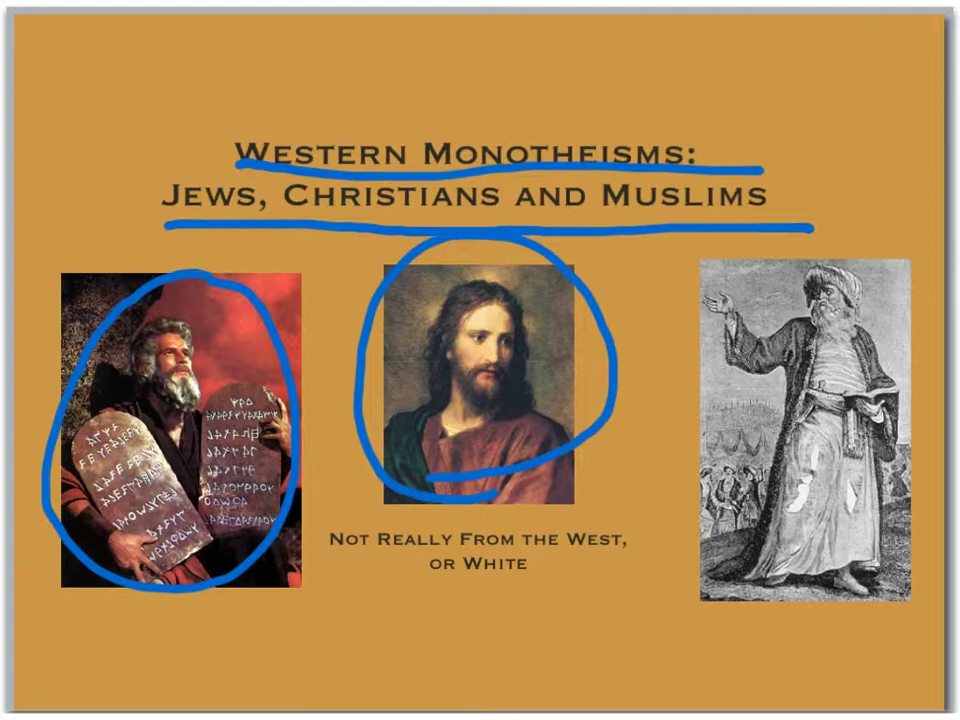 Western Monotheisms:
Jews, Christians and Muslims
Not Really From the West,
or White